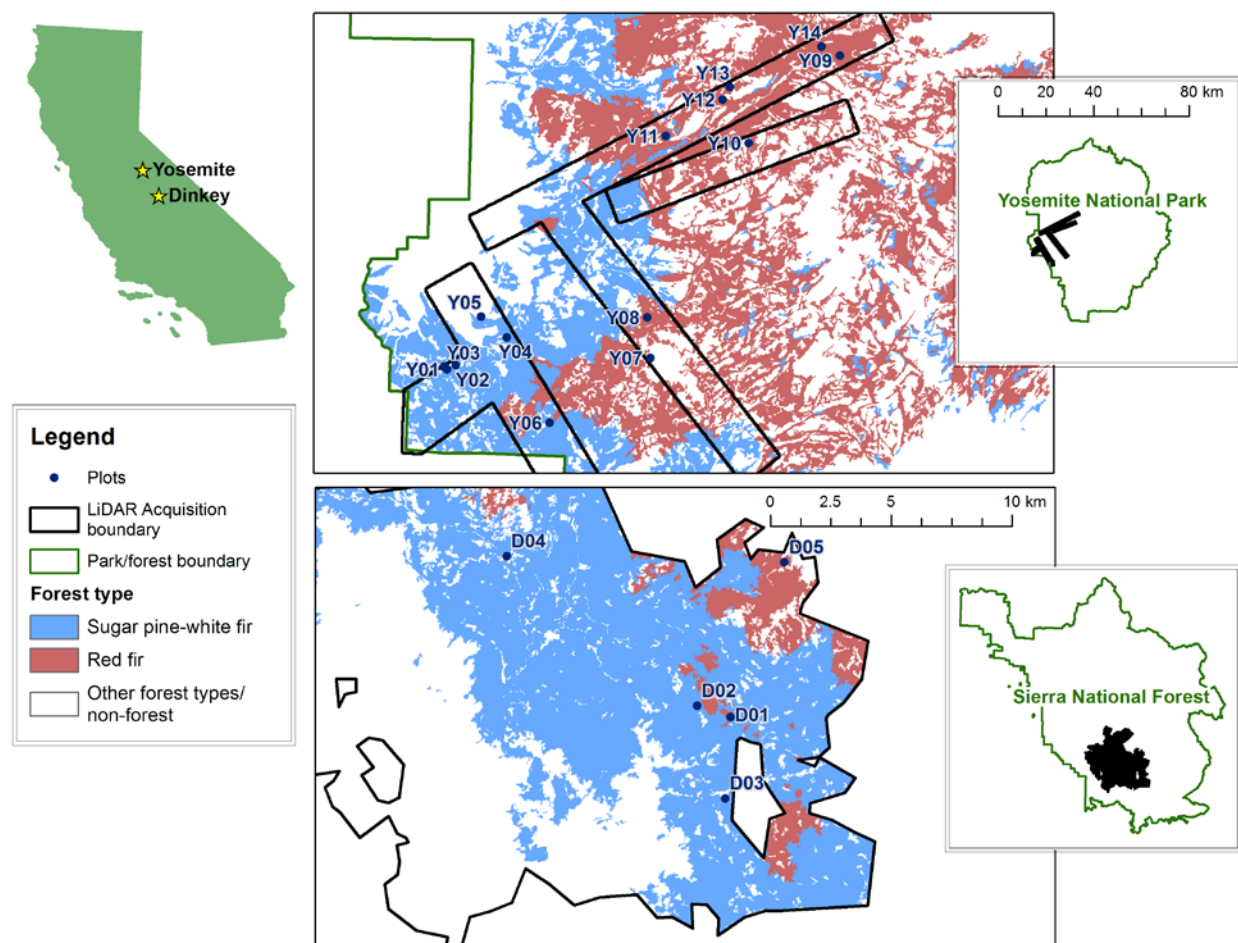 Yosemite
Dinkey
Y14
Y09
Y13
Y12
Y11
Y10
Y05
Y08
Y03
Y04
Y07
Y01
Y02
Y06
0 20 40 80 km
Yosemite National Park
Legend
Plots
LiDAR Acquisition
boundary
Park/forest boundary
Forest type
Sugar pine-white fir
Red fir
Other forest types/
non-forest
0 2.5 5 10 km
D04
D05
D02
D01
D03
Sierra National Forest